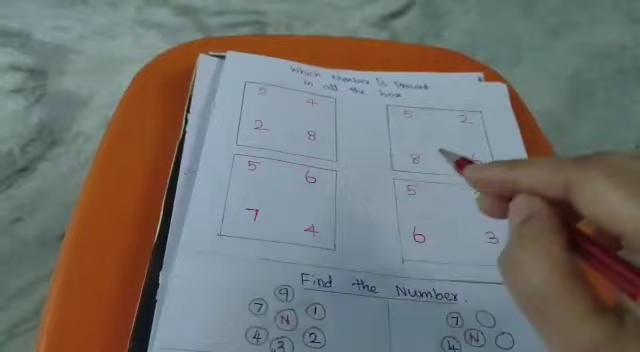 Which Number is Present
in all the box
5 4
2 8
5 2
8
5 6
7 4
5
6 3
Find the Number.
9
7 1
N
4 2
3
7
N
4